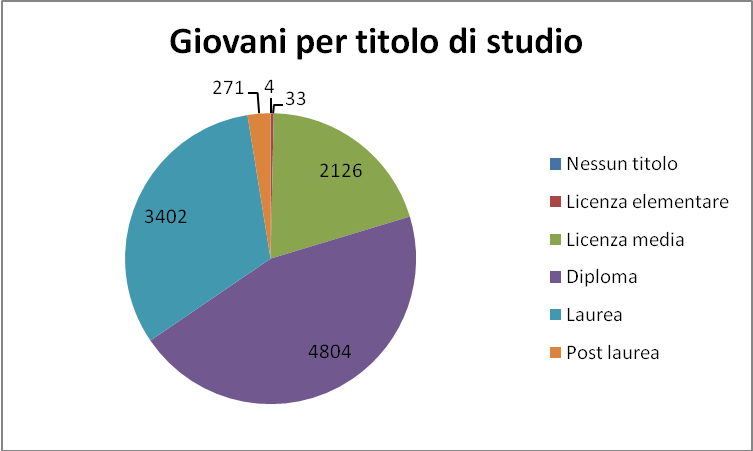 Giovani per titolo di studio
271
4
33
2126
3402
4804
Nessun titolo
Licenza elementare
Licenza media
Diploma
Laurea
Post laurea